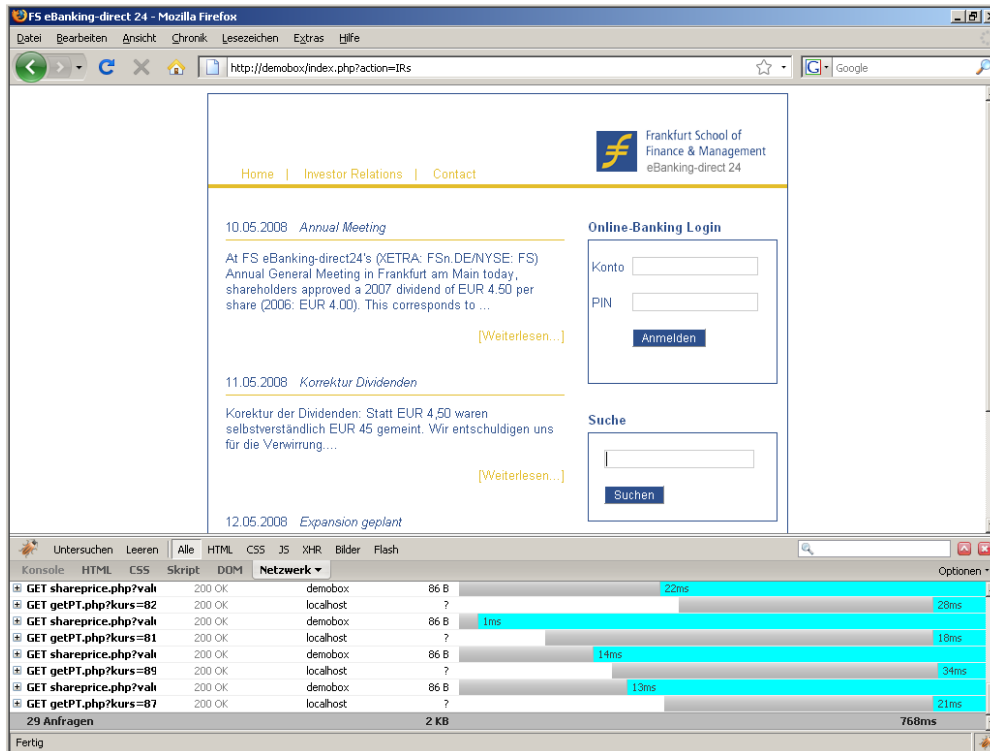 FS eBanking-direct 24 - Mozilla Firefox
Datei Bearbeiten Ansicht Chronik Lesezeichen Extras Hilfe
http://demobox/index.php?action=IRs
G Google
Frankfurt School of
Finance & Management
eBanking-direct 24
Home | Investor Relations | Contact
10.05.2008 Annual Meeting
At FS eBanking-direct24's (XETRA: FSn.DE/NYSE: FS)
Annual General Meeting in Frankfurt am Main today,
shareholders approved a 2007 dividend of EUR 4.50 per
share (2006: EUR 4.00). This corresponds to ...
[Weiterlesen...]
11.05.2008 Korrektur Dividenden
Korektur der Dividenden: Statt EUR 4,50 waren
selbstverständlich EUR 45 gemeint. Wir entschuldigen uns
für die Verwirrung....
[Weiterlesen...]
12.05.2008 Expansion geplant
Online-Banking Login
Konto
PIN
Anmelden
Suche
Suchen
Untersuchen Leeren Alle HTML CSS JS XHR Bilder Flash
Konsole HTML CSS Skript DOM Netzwerk Optionen
GET shareprice.php?valu 200 OK demobox 86 B 22ms
GET getPT.php?kurs=82 200 OK localhost ? 28ms
GET shareprice.php?valu 200 OK demobox 86 B 1ms
GET getPT.php?kurs=81 200 OK localhost ? 18ms
GET shareprice.php?valu 200 OK demobox 86 B 14ms
GET getPT.php?kurs=89 200 OK localhost ? 34ms
GET shareprice.php?valu 200 OK demobox 86 B 13ms
GET getPT.php?kurs=87 200 OK localhost ? 21ms
29 Anfragen 2 KB 768ms
Fertig